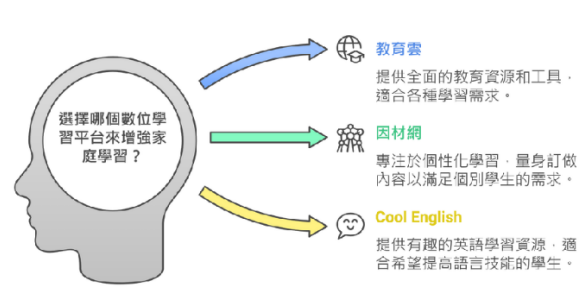 選擇哪個數位學
習平台來增強家
庭學習？
教育雲
提供全面的教育資源和工具，
適合各種學習需求。
因材網
專注於個性化學習，量身訂做
內容以滿足個別學生的需求。
Cool English
提供有趣的英語學習資源，適
合希望提高語言技能的學生。